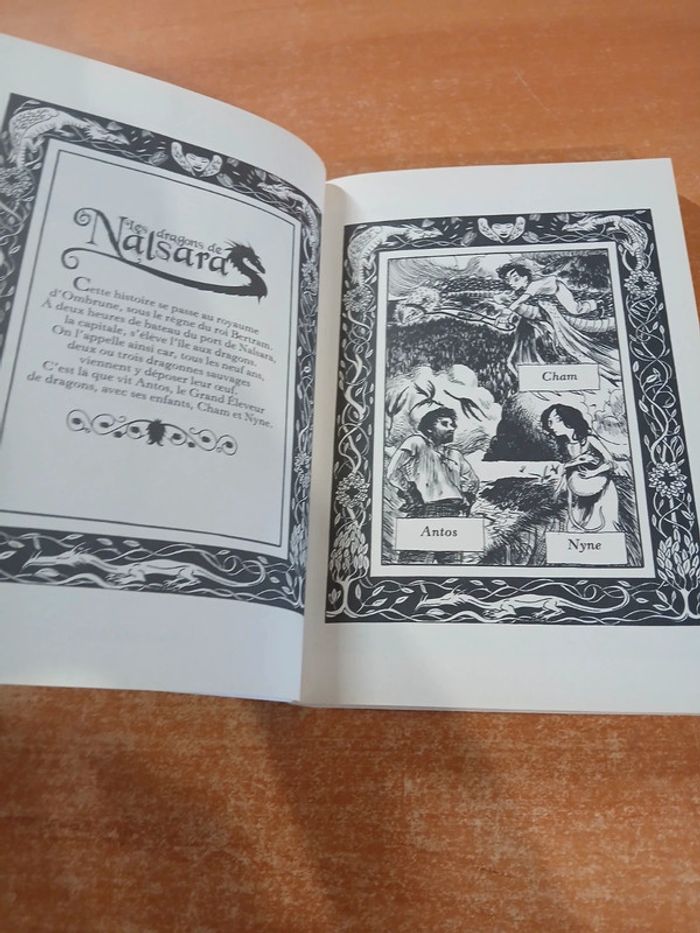 Les dragons de
Nalsara
Cette histoire se passe au royaume
d'Ombrune, sous le règne du roi Bertram.
À deux heures de bateau du port de Nalsara,
la capitale, s'élève l'île aux dragons.
On l'appelle ainsi car, tous les neuf ans,
deux ou trois dragonnes sauvages
viennent y déposer leur œuf.
C'est là que vit Antos, le Grand Éleveur
de dragons, avec ses enfants, Cham et Nyne.
Cham
Antos
Nyne